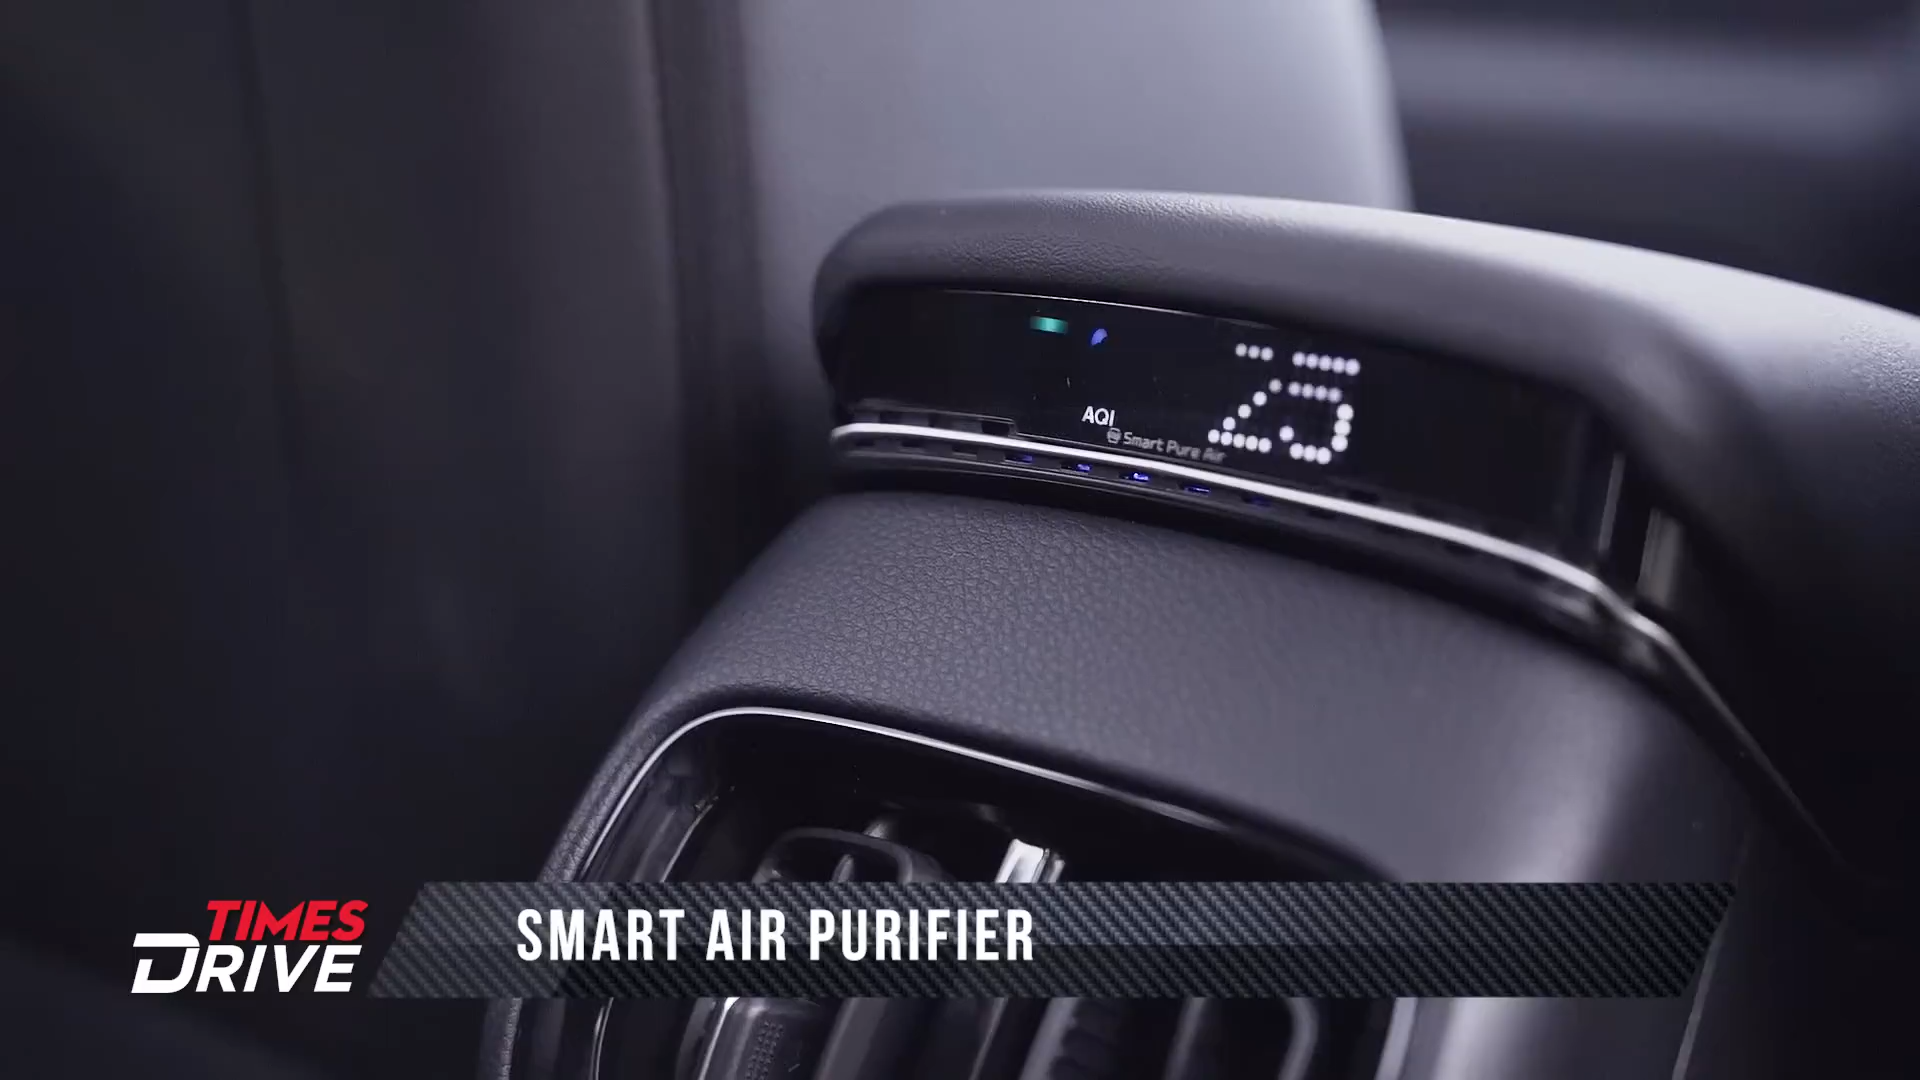 25
AQI
Smart Pure Air
TIMES
DRIVE
SMART AIR PURIFIER